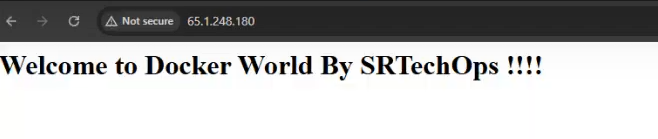 Not secure 65.1.248.180
Welcome to Docker World By SRTechOps !!!!